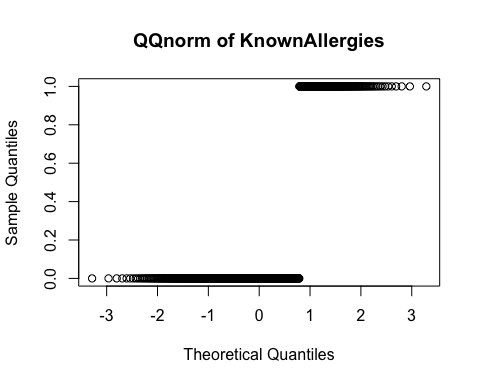 QQnorm of KnownAllergies
Sample Quantiles
1.0
0.8
0.6
0.4
0.2
0.0
-3 -2 -1 0 1 2 3
Theoretical Quantiles